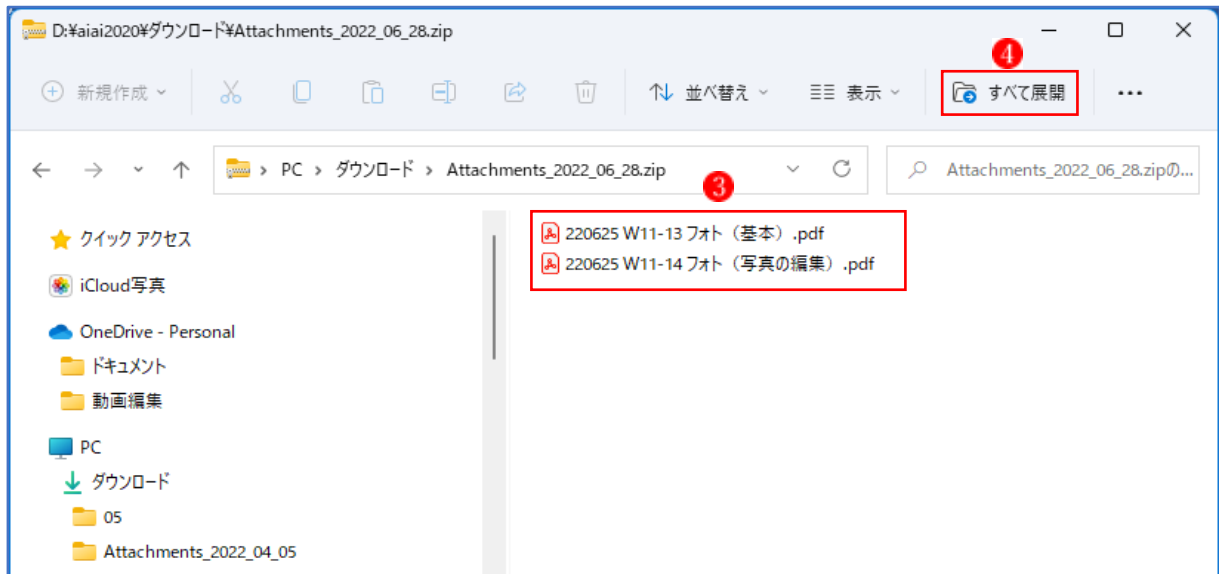 D:¥aiai2020¥ダウンロード¥Attachments_2022_06_28.zip
4
新規作成 並べ替え 表示 すべて展開 ...
PC > ダウンロード > Attachments_2022_06_28.zip Attachments_2022_06_28.zipの...
3
クイック アクセス
220625 W11-13 フォト（基本）.pdf
220625 W11-14 フォト（写真の編集）.pdf
iCloud写真
OneDrive - Personal
ドキュメント
動画編集
PC
ダウンロード
05
Attachments_2022_04_05